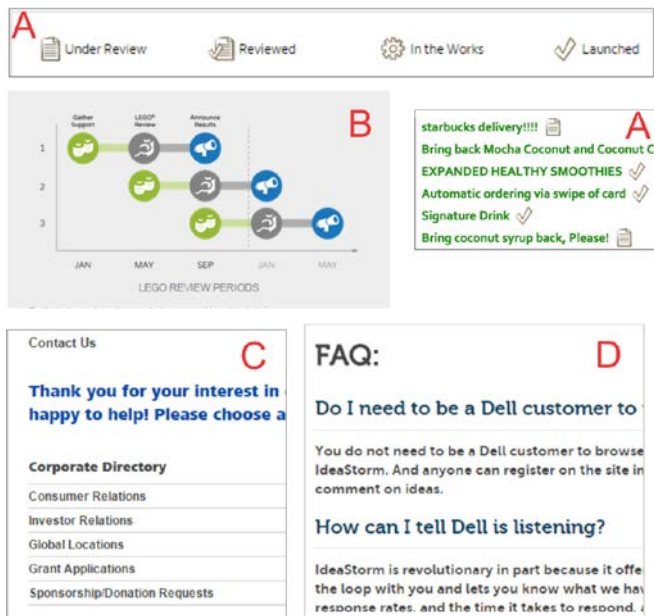 A
Under Review Reviewed In the Works Launched
B
Gather Support LEGO® Review Announce Results
1
2
3
JAN MAY SEP JAN MAY
LEGO REVIEW PERIODS
A
starbucks delivery!!!!
Bring back Mocha Coconut and Coconut C
EXPANDED HEALTHY SMOOTHIES
Automatic ordering via swipe of card
Signature Drink
Bring coconut syrup back, Please!
C
Contact Us
Thank you for your interest in
happy to help! Please choose a
Corporate Directory
Consumer Relations
Investor Relations
Global Locations
Grant Applications
Sponsorship/Donation Requests
D
FAQ:
Do I need to be a Dell customer to
You do not need to be a Dell customer to browse
IdeaStorm. And anyone can register on the site in
comment on ideas.
How can I tell Dell is listening?
IdeaStorm is revolutionary in part because it offe
the loop with you and lets you know what we hav
response rates, and the time it takes to respond,